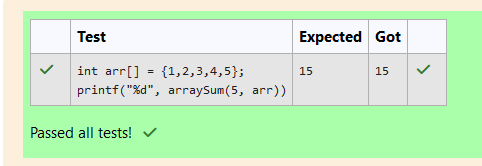 Test Expected Got
int arr[] = {1,2,3,4,5}; 15 15
printf("%d", arraySum(5, arr))
Passed all tests!